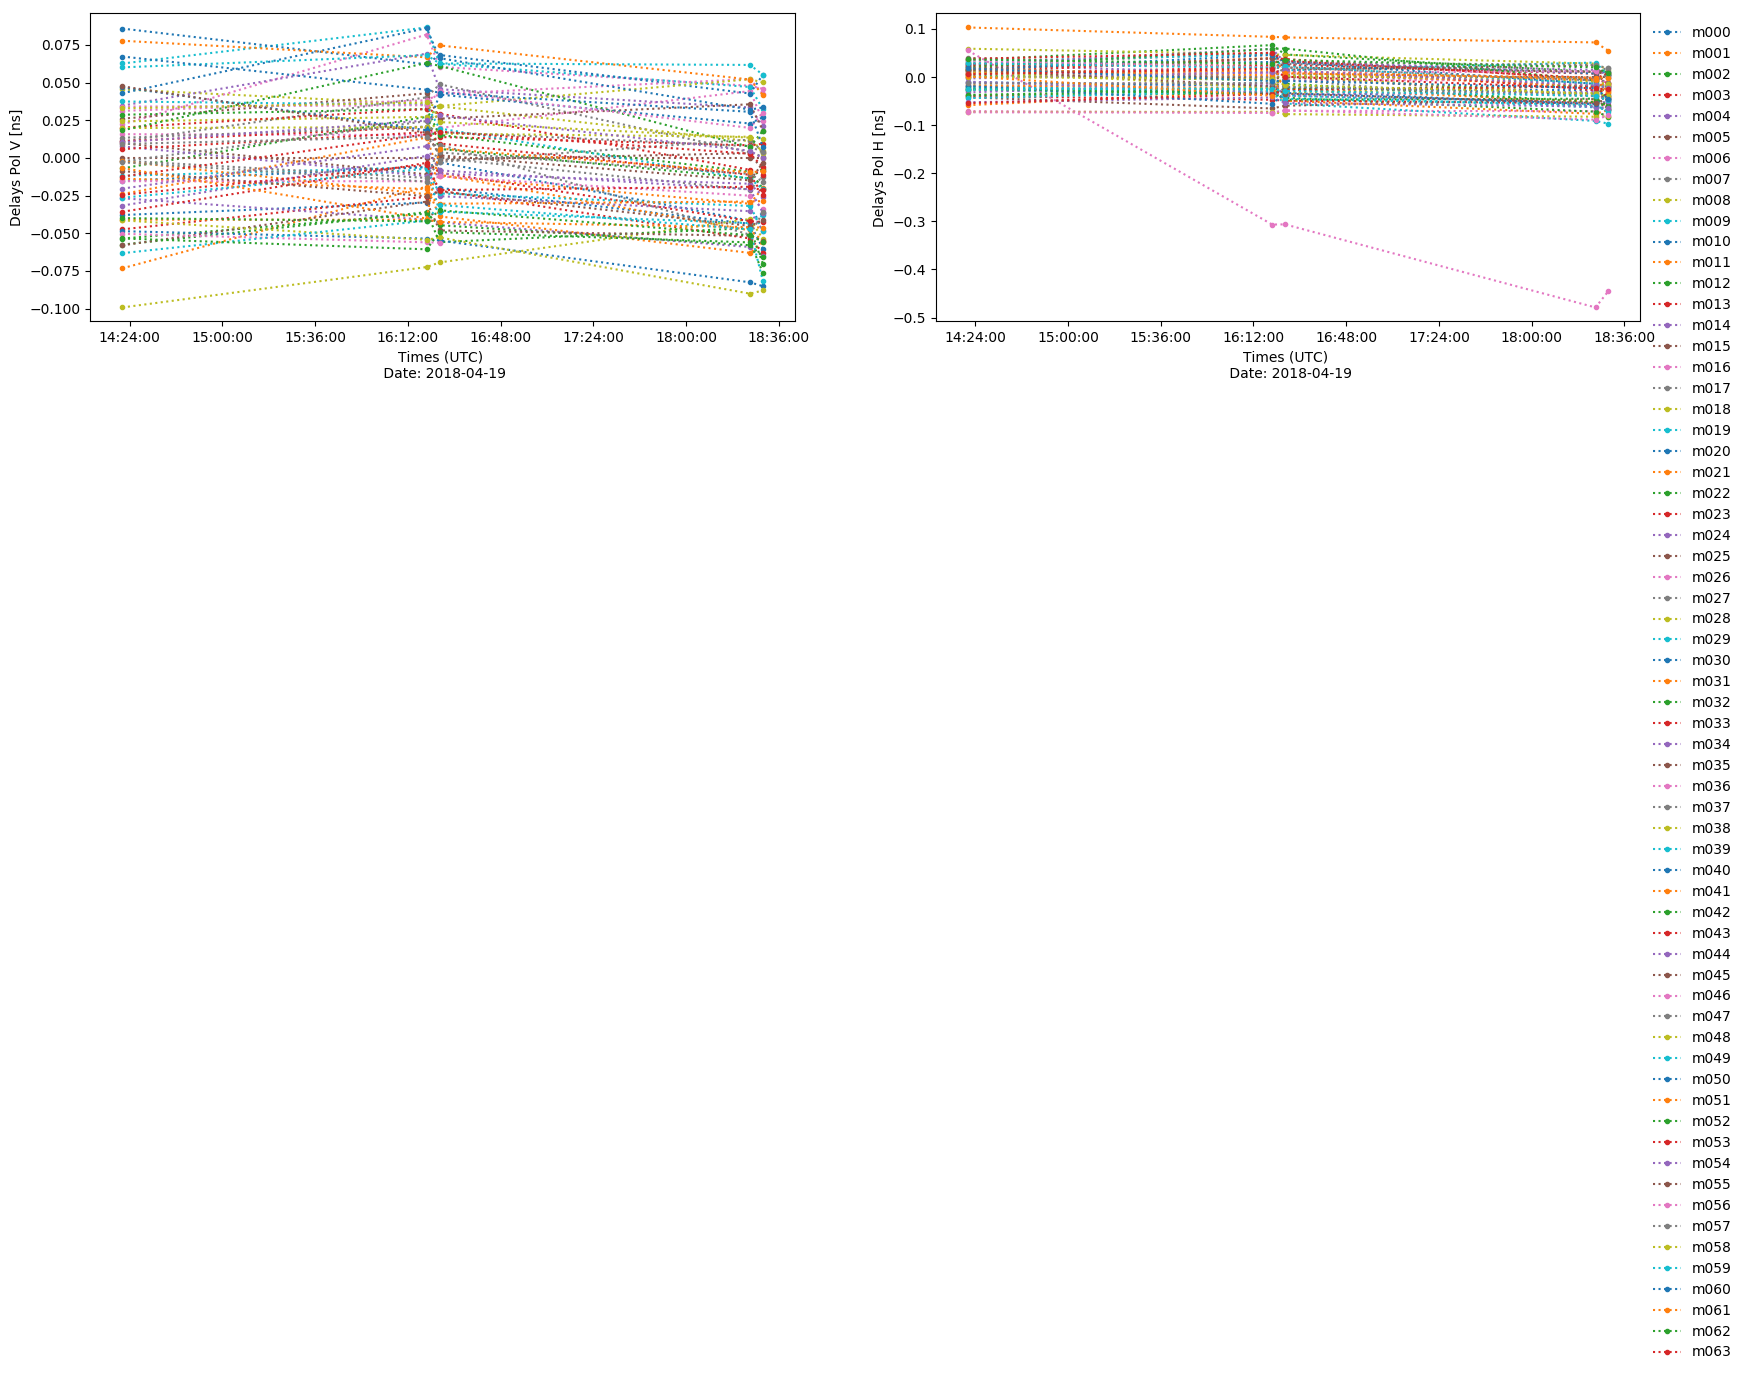 Delays Pol V [ns]
0.075
0.050
0.025
0.000
−0.025
−0.050
−0.075
−0.100
14:24:00 15:00:00 15:36:00 16:12:00 16:48:00 17:24:00 18:00:00 18:36:00
Times (UTC)
Date: 2018-04-19
Delays Pol H [ns]
0.1
0.0
−0.1
−0.2
−0.3
−0.4
−0.5
14:24:00 15:00:00 15:36:00 16:12:00 16:48:00 17:24:00 18:00:00 18:36:00
Times (UTC)
Date: 2018-04-19
m000
m001
m002
m003
m004
m005
m006
m007
m008
m009
m010
m011
m012
m013
m014
m015
m016
m017
m018
m019
m020
m021
m022
m023
m024
m025
m026
m027
m028
m029
m030
m031
m032
m033
m034
m035
m036
m037
m038
m039
m040
m041
m042
m043
m044
m045
m046
m047
m048
m049
m050
m051
m052
m053
m054
m055
m056
m057
m058
m059
m060
m061
m062
m063